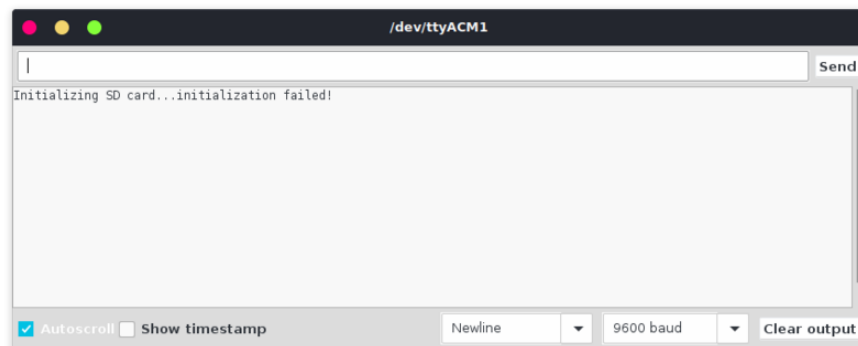 /dev/ttyACM1
Send
Initializing SD card...initialization failed!
Autoscroll Show timestamp Newline 9600 baud Clear output